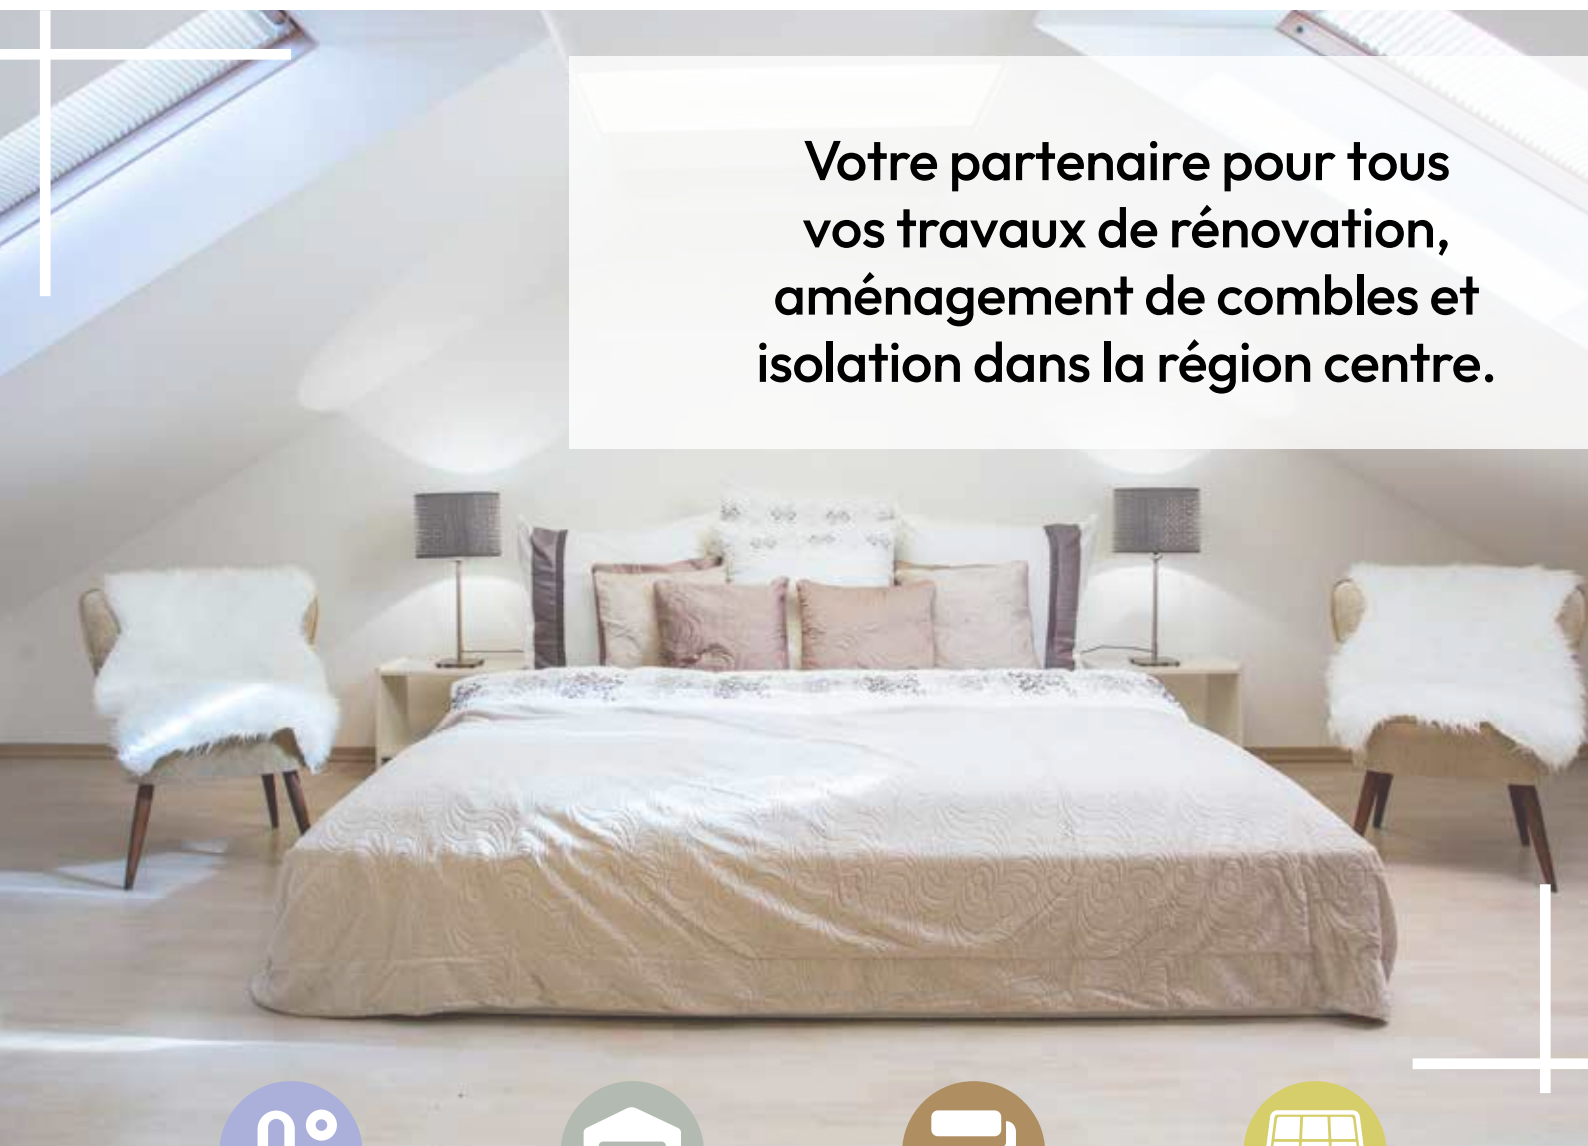 Votre partenaire pour tous
vos travaux de rénovation,
aménagement de combles et
isolation dans la région centre.